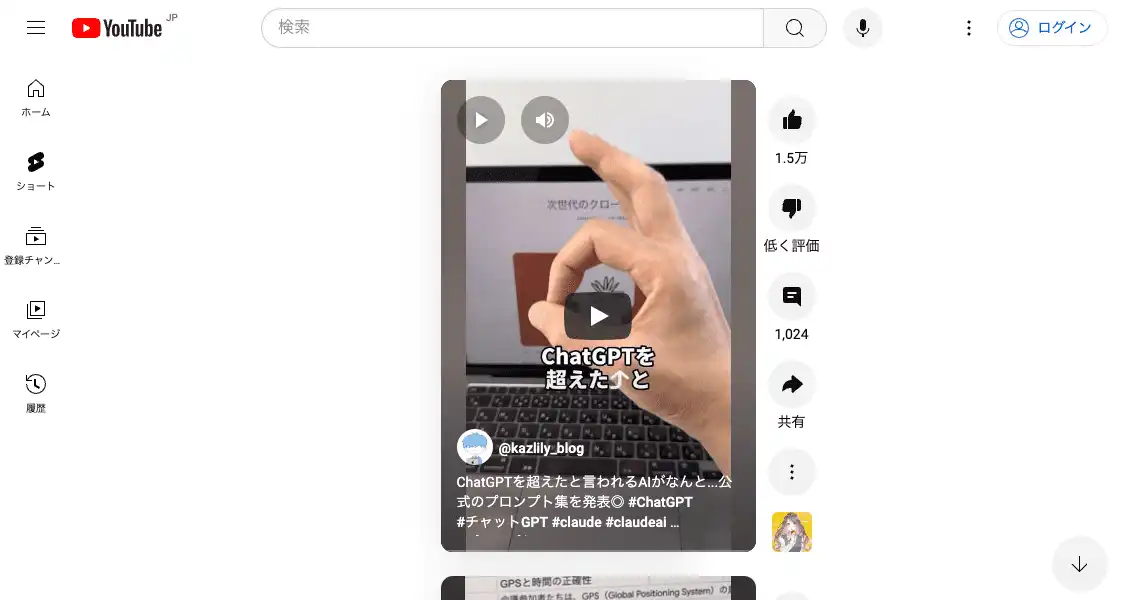 YouTube JP
検索
ログイン
ホーム
ショート
登録チャン...
マイページ
履歴
次世代のクロー
ChatGPTを
超えた↑と
@kazlily_blog
ChatGPTを超えたと言われるAIがなんと...公
式のプロンプト集を発表◎ #ChatGPT
#チャットGPT #claude #claudeai ...
1.5万
低く評価
1,024
共有
GPSと時間の正確性
GPS（Global Positioning System）の